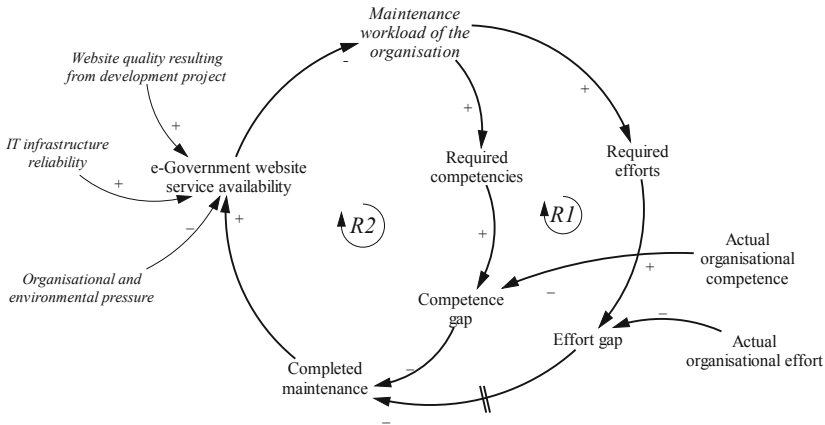 Maintenance
workload of the
organisation
Website quality resulting
from development project
-
+
+
+
IT infrastructure
reliability
e-Government website
service availability
+
Required
competencies
Required
efforts
–
+
R2
R1
+
Actual
organisational
competence
+
Organisational and
environmental pressure
–
Competence
gap
–
Effort gap
Actual
organisational effort
Completed
maintenance
–
–